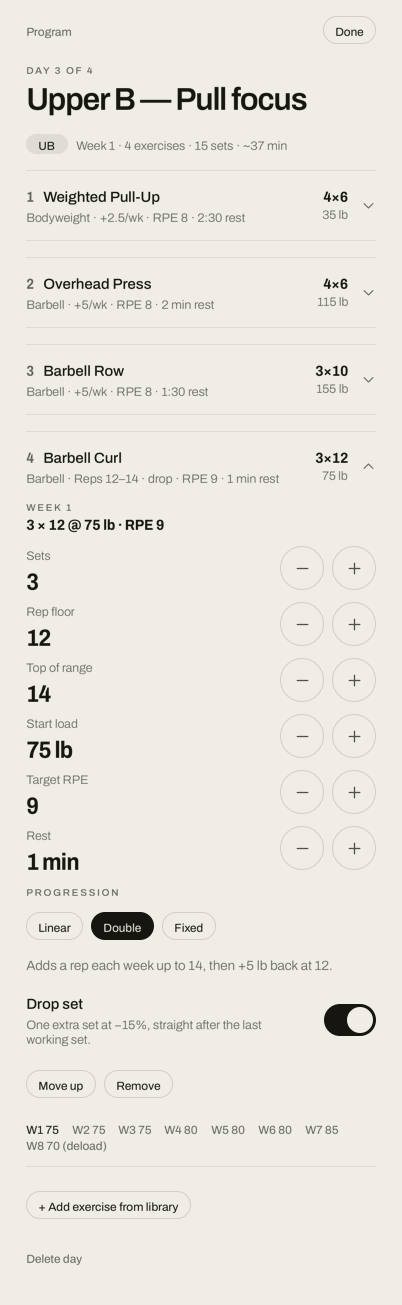 Program
Done
DAY 3 OF 4
Upper B — Pull focus
UB
Week 1 · 4 exercises · 15 sets · ~37 min
1 Weighted Pull-Up
4×6
Bodyweight · +2.5/wk · RPE 8 · 2:30 rest
35 lb
2 Overhead Press
4×6
Barbell · +5/wk · RPE 8 · 2 min rest
115 lb
3 Barbell Row
3×10
Barbell · +5/wk · RPE 8 · 1:30 rest
155 lb
4 Barbell Curl
3×12
Barbell · Reps 12–14 · drop · RPE 9 · 1 min rest
75 lb
WEEK 1
3 × 12 @ 75 lb · RPE 9
Sets
3
Rep floor
12
Top of range
14
Start load
75 lb
Target RPE
9
Rest
1 min
PROGRESSION
Linear
Double
Fixed
Adds a rep each week up to 14, then +5 lb back at 12.
Drop set
One extra set at −15%, straight after the last
working set.
Move up
Remove
W1 75 W2 75 W3 75 W4 80 W5 80 W6 80 W7 85
W8 70 (deload)
+ Add exercise from library
Delete day